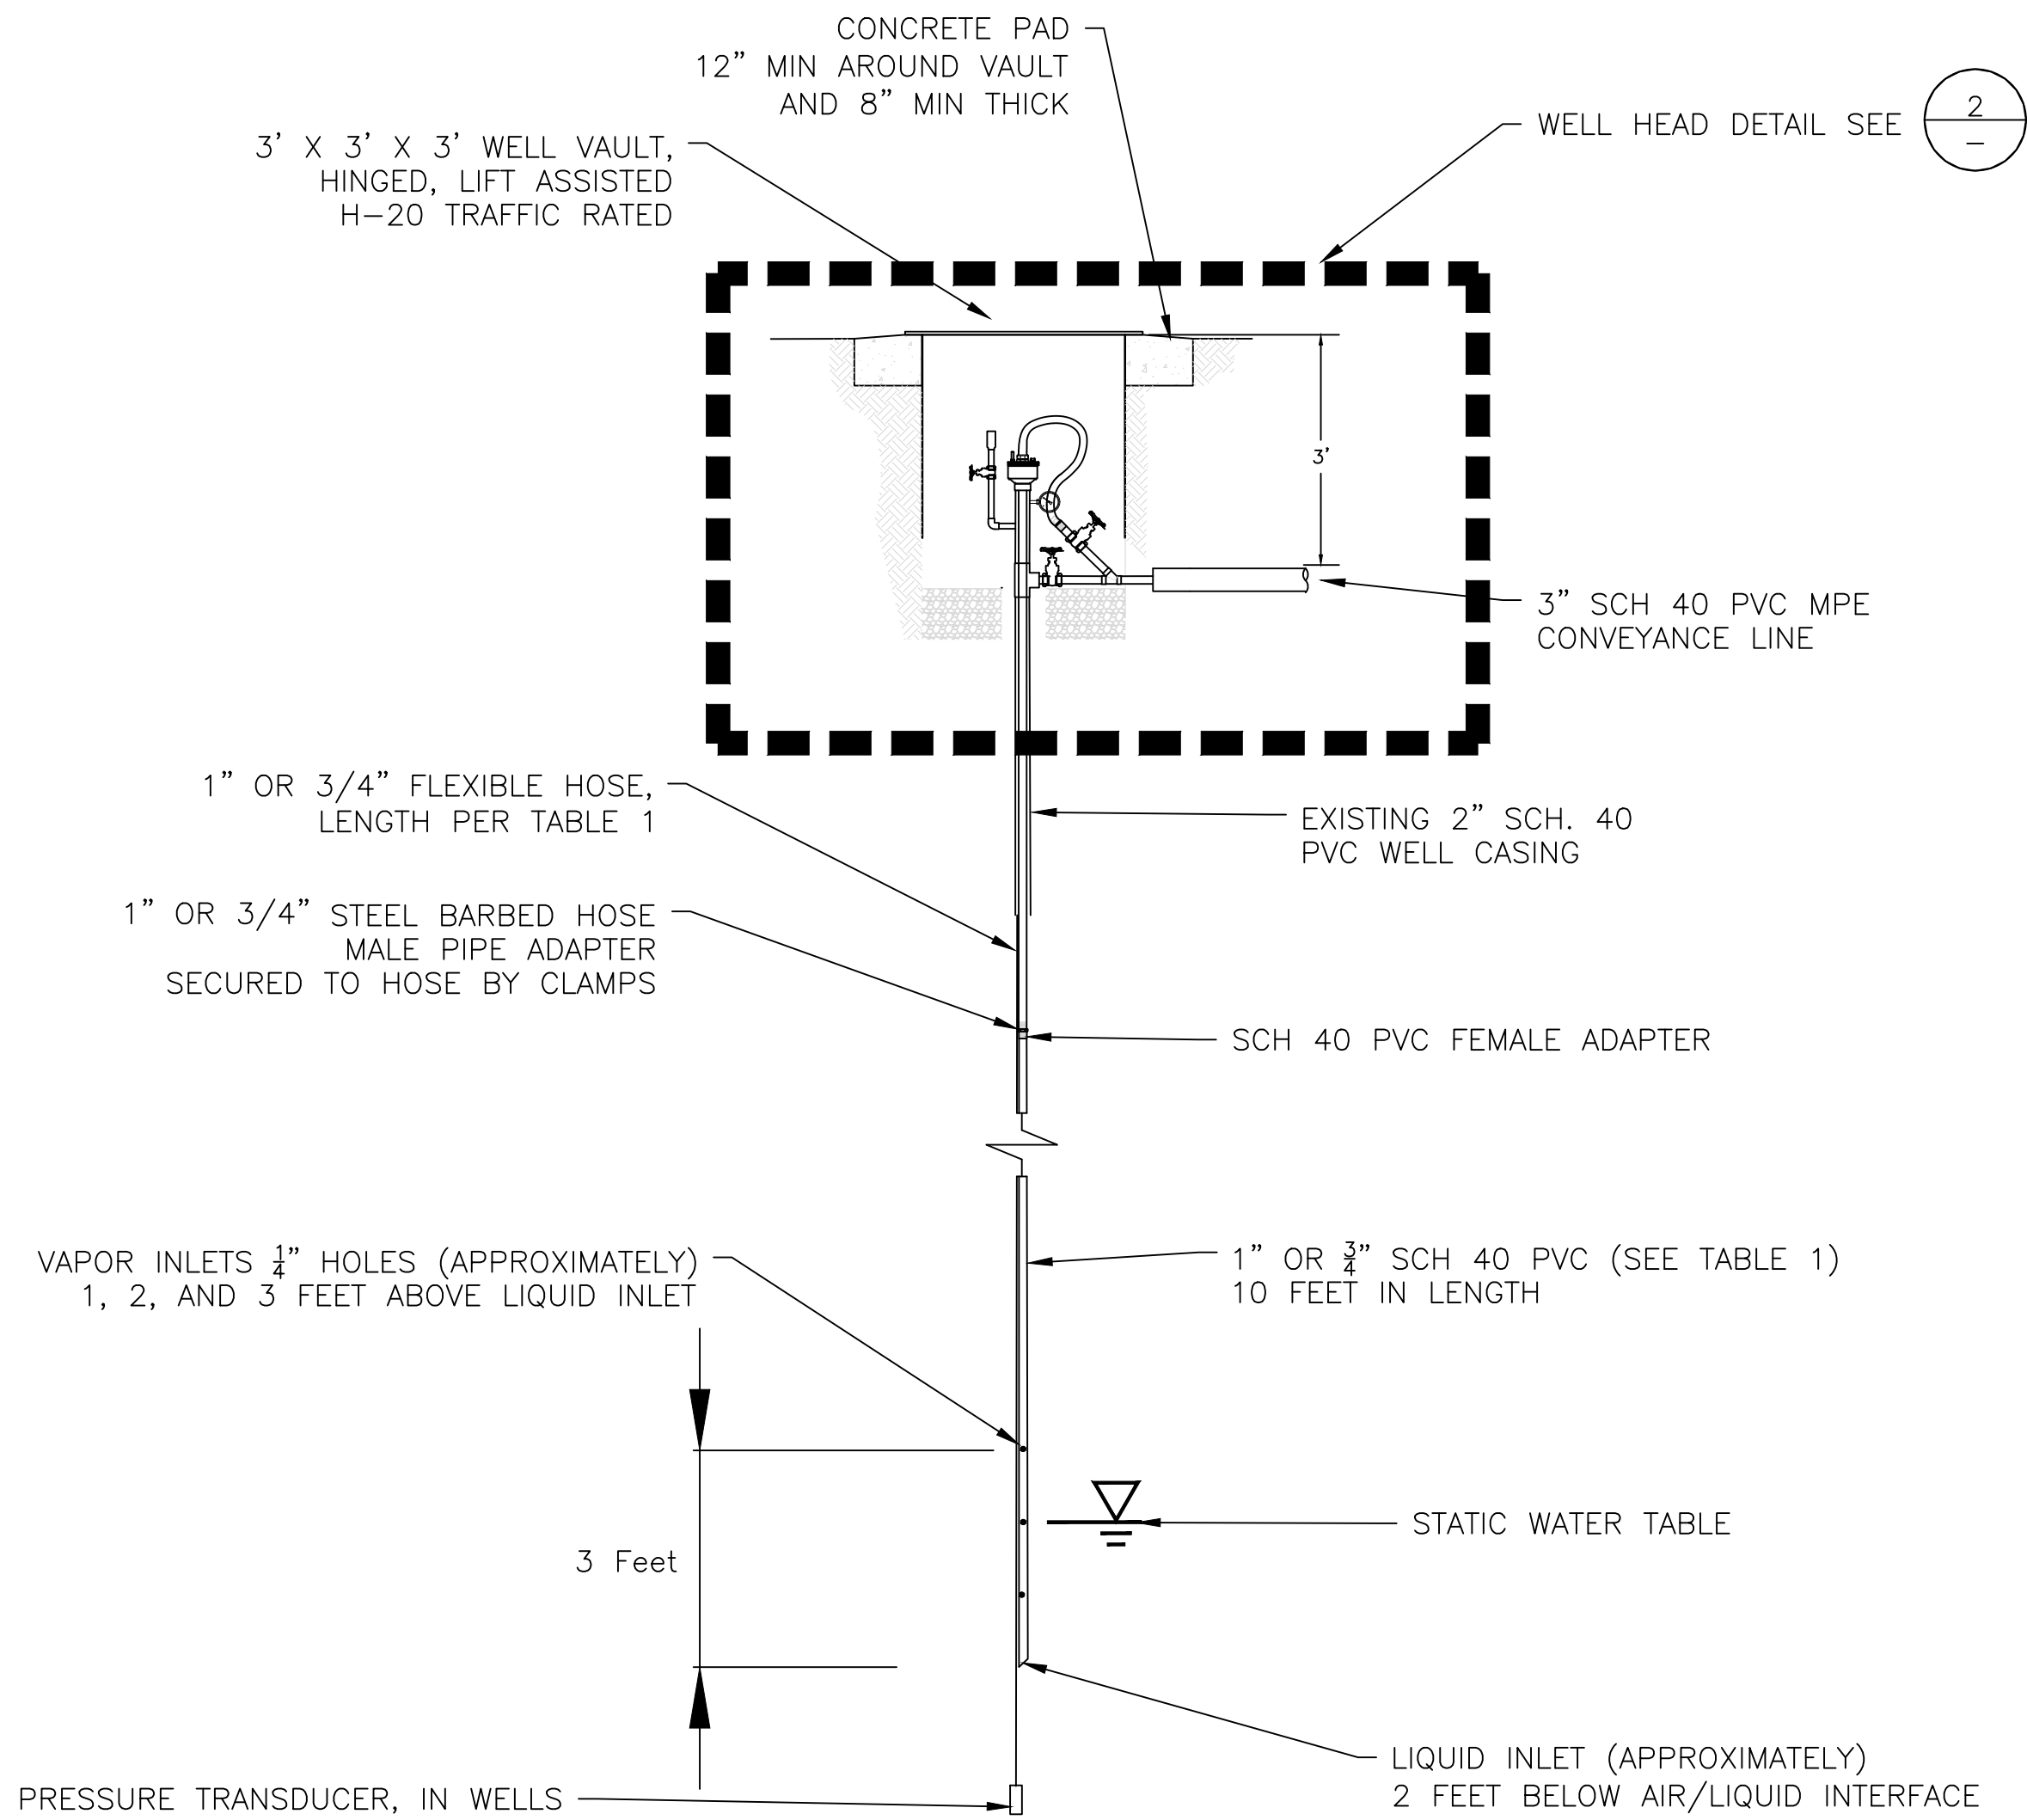 CONCRETE PAD
12” MIN AROUND VAULT
AND 8” MIN THICK
3’ X 3’ X 3’ WELL VAULT,
HINGED, LIFT ASSISTED
H–20 TRAFFIC RATED
WELL HEAD DETAIL SEE
2
–
3’
3” SCH 40 PVC MPE
CONVEYANCE LINE
1” OR 3/4” FLEXIBLE HOSE,
LENGTH PER TABLE 1
EXISTING 2” SCH. 40
PVC WELL CASING
1” OR 3/4” STEEL BARBED HOSE
MALE PIPE ADAPTER
SECURED TO HOSE BY CLAMPS
SCH 40 PVC FEMALE ADAPTER
VAPOR INLETS 1/4” HOLES (APPROXIMATELY)
1, 2, AND 3 FEET ABOVE LIQUID INLET
1” OR 3/4” SCH 40 PVC (SEE TABLE 1)
10 FEET IN LENGTH
STATIC WATER TABLE
3 Feet
LIQUID INLET (APPROXIMATELY)
2 FEET BELOW AIR/LIQUID INTERFACE
PRESSURE TRANSDUCER, IN WELLS